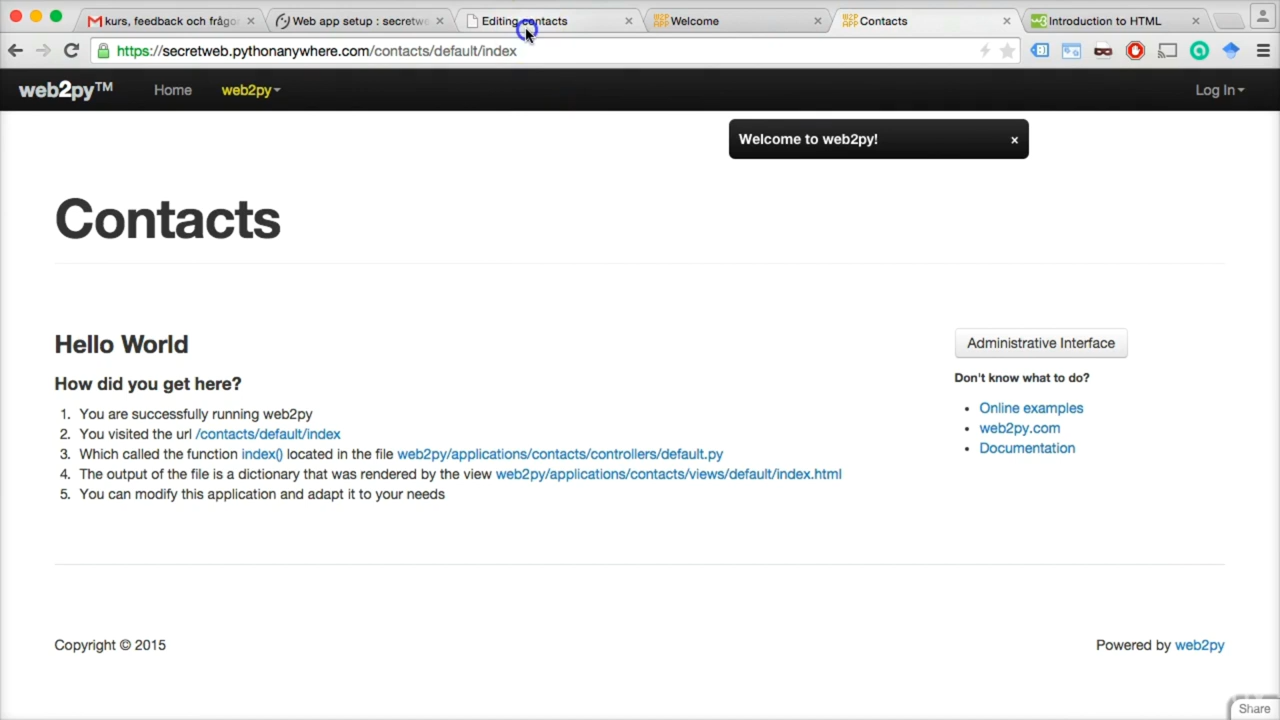 kurs, feedback och frågo
Web app setup : secretwe
Editing contacts
Welcome
Contacts
Introduction to HTML
https://secretweb.pythonanywhere.com/contacts/default/index
web2py™ Home web2py Log In
Welcome to web2py! ×
Contacts
Hello World
Administrative Interface
How did you get here?
Don't know what to do?
1. You are successfully running web2py
2. You visited the url /contacts/default/index
3. Which called the function index() located in the file web2py/applications/contacts/controllers/default.py
4. The output of the file is a dictionary that was rendered by the view web2py/applications/contacts/views/default/index.html
5. You can modify this application and adapt it to your needs
• Online examples
• web2py.com
• Documentation
Copyright © 2015
Powered by web2py
Share